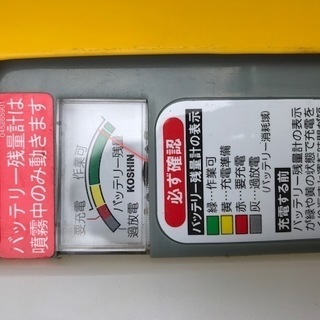 バッテリー残量計は
噴霧中のみ動きます
作業可
要充電
バッテリー残量
KOSHIN
過放電
必ず確認
バッテリー残量計の表示
緑…作業可
黄…充電準備
赤…要充電
灰…過放電
(バッテリー消耗減)
充電する前
バッテリー残量計の表示
が緑や黄の状態で充電を